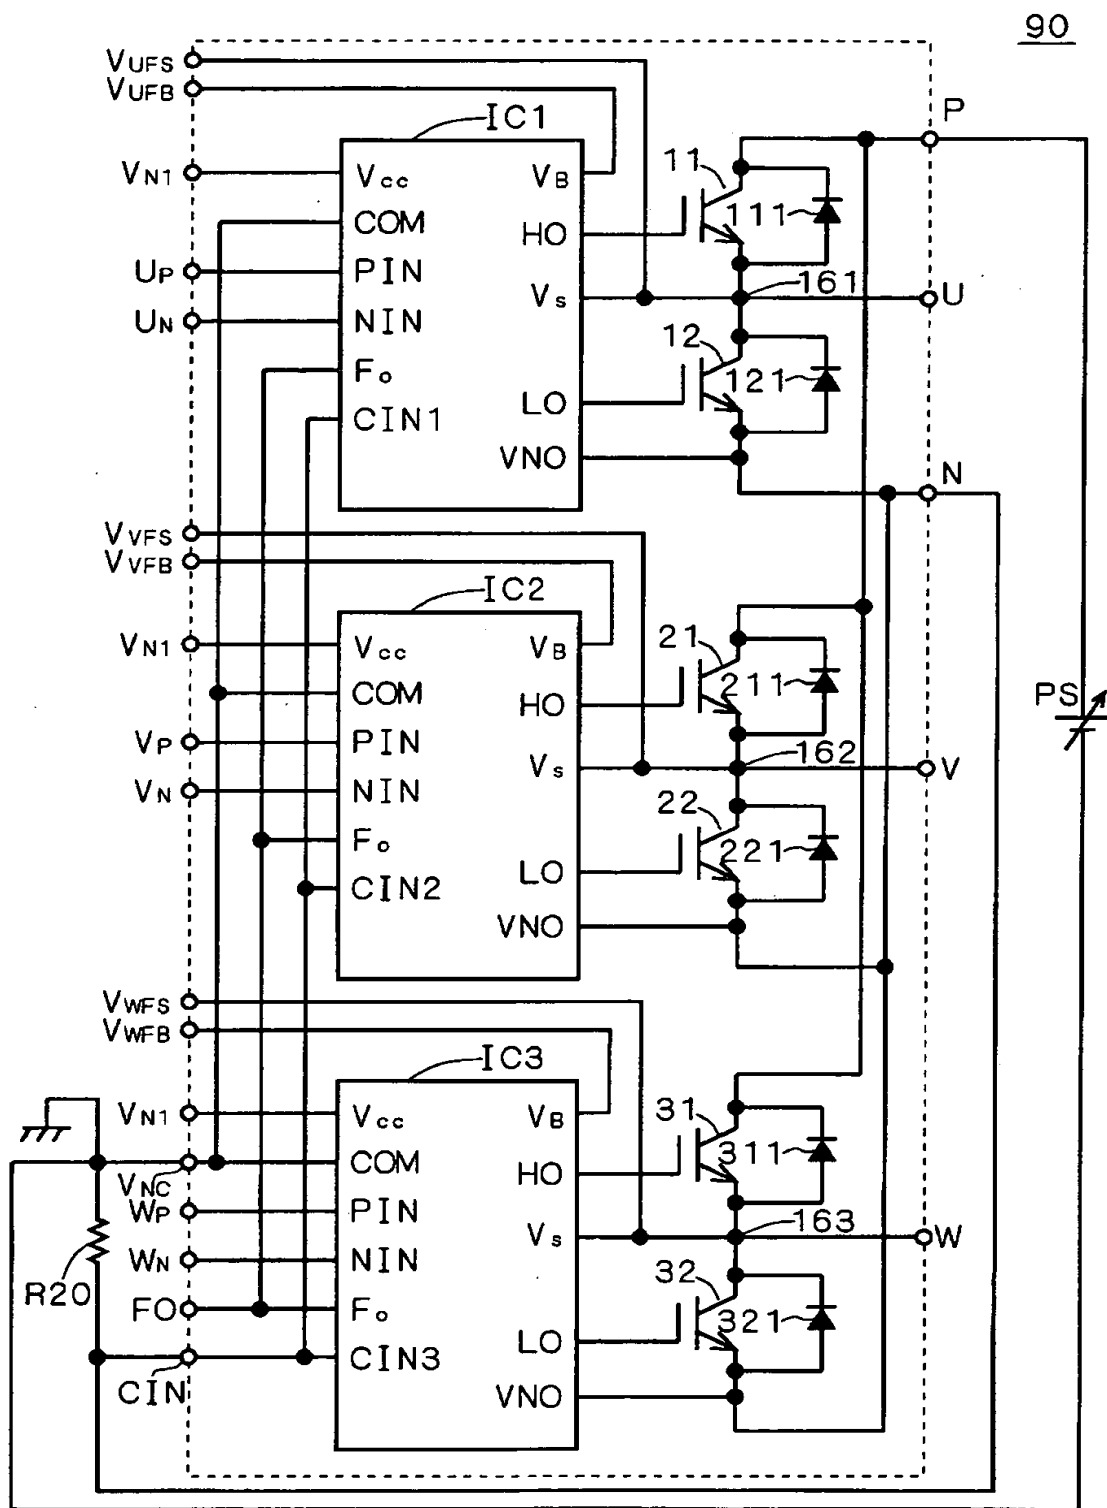 90
VUFS
VUFB
IC1
P
VN1
Vcc
VB
11
COM
HO
111
UP
PIN
Vs
161
U
UN
NIN
12
Fo
121
LO
CIN1
VNO
N
VVFS
VVFB
IC2
VN1
Vcc
VB
21
COM
HO
211
PS
VP
PIN
Vs
162
V
VN
NIN
22
Fo
221
LO
CIN2
VNO
VWFS
VWFB
IC3
VN1
Vcc
VB
31
COM
HO
311
VNC
WP
PIN
Vs
163
W
WN
NIN
32
R20
FO
Fo
321
LO
CIN
CIN3
VNO